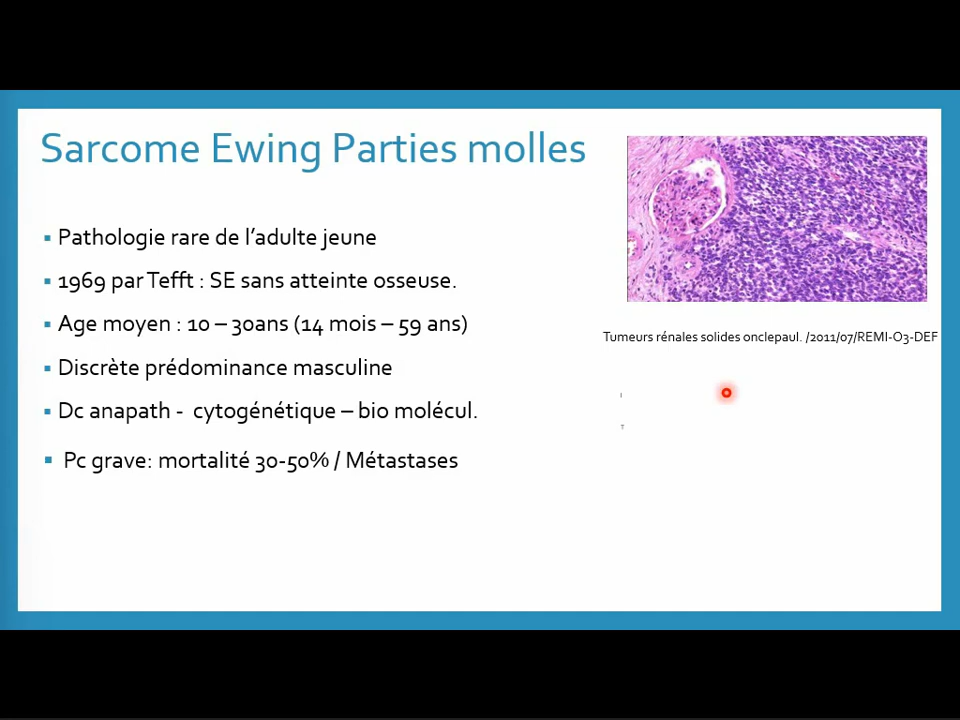 Sarcome Ewing Parties molles
Pathologie rare de l’adulte jeune
1969 par Tefft : SE sans atteinte osseuse.
Age moyen : 10 – 30ans (14 mois – 59 ans)
Discrète prédominance masculine
Dc anapath - cytogénétique – bio molécul.
Pc grave: mortalité 30-50% / Métastases
Tumeurs rénales solides onclepaul. /2011/07/REMI-O3-DEF